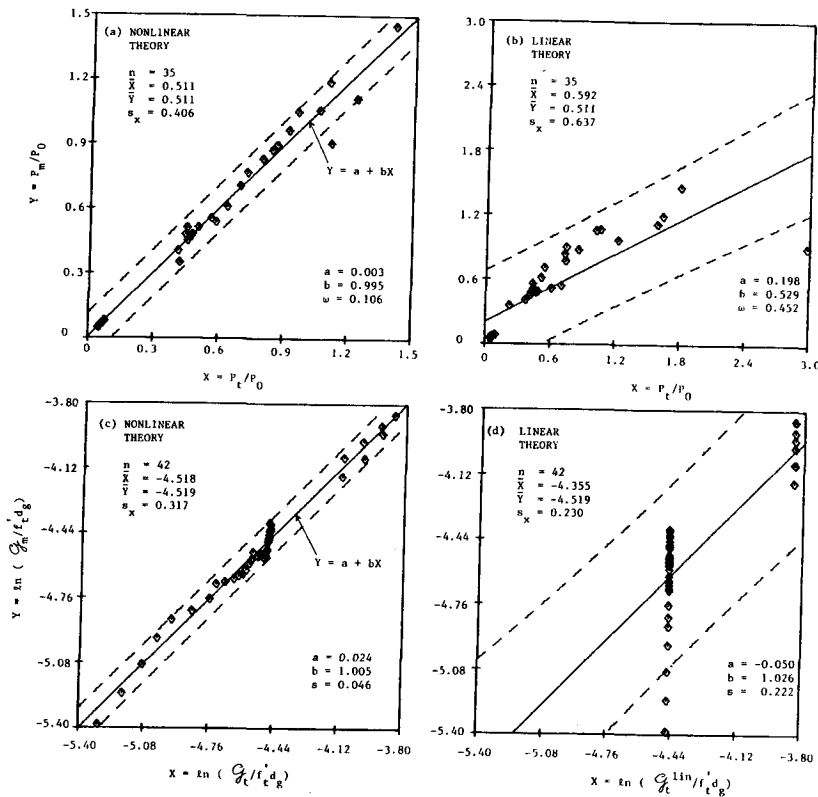 (a) NONLINEAR
THEORY
n = 35
X̄ = 0.511
Ȳ = 0.511
s_x = 0.406
Y = a + bX
a = 0.003
b = 0.995
ω = 0.106
Y = P_m/P_0
1.5
1.2
0.9
0.6
0.3
0
0 0.3 0.6 0.9 1.2 1.5
X = P_t/P_0
(b) LINEAR
THEORY
n = 35
X̄ = 0.592
Ȳ = 0.511
s_x = 0.637
a = 0.198
b = 0.529
ω = 0.452
3.0
2.4
1.8
1.2
0.6
0
0 0.6 1.2 1.8 2.4 3.0
X = P_t/P_0
(c) NONLINEAR
THEORY
n = 42
X̄ = -4.518
Ȳ = -4.519
s_x = 0.317
Y = a + bX
a = 0.024
b = 1.005
s = 0.046
Y = ℓn ( 𝒢_m/f'_t d_g)
-3.80
-4.12
-4.44
-4.76
-5.08
-5.40
-5.40 -5.08 -4.76 -4.44 -4.12 -3.80
X = ℓn ( 𝒢_t/f'_t d_g)
(d) LINEAR
THEORY
n = 42
X̄ = -4.355
Ȳ = -4.519
s_x = 0.230
a = -0.050
b = 1.026
s = 0.222
-3.80
-4.12
-4.44
-4.76
-5.08
-5.40
-5.40 -5.08 -4.76 -4.44 -4.12 -3.80
X = ℓn ( 𝒢_t^lin/f'_t d_g)